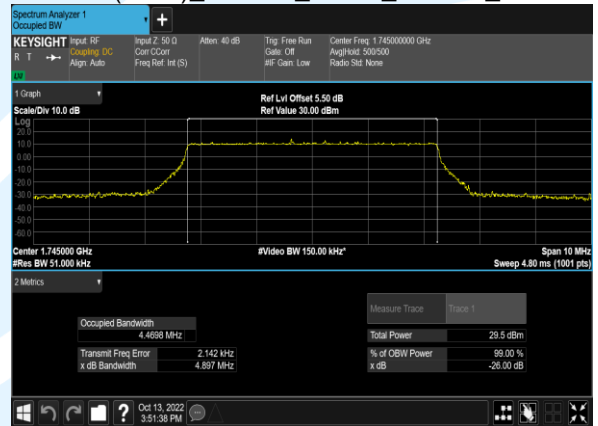 Spectrum Analyzer 1
Occupied BW
+
KEYSIGHT
R T
LU
Input: RF
Coupling: DC
Align: Auto
Input Z: 50 Ω
Corr CCorr
Freq Ref: Int (S)
Atten: 40 dB
Trig: Free Run
Gate: Off
#IF Gain: Low
Center Freq: 1.745000000 GHz
Avg|Hold: 500/500
Radio Std: None
1 Graph
Scale/Div 10.0 dB
Ref Lvl Offset 5.50 dB
Ref Value 30.00 dBm
Log
20.0
10.0
0.00
-10.0
-20.0
-30.0
-40.0
-50.0
-60.0
Center 1.745000 GHz
#Video BW 150.00 kHz*
Span 10 MHz
#Res BW 51.000 kHz
Sweep 4.80 ms (1001 pts)
2 Metrics
Measure Trace
Trace 1
Occupied Bandwidth
4.4698 MHz
Total Power
29.5 dBm
Transmit Freq Error
2.142 kHz
% of OBW Power
99.00 %
x dB Bandwidth
4.897 MHz
x dB
-26.00 dB
?
Oct 13, 2022
3:51:38 PM